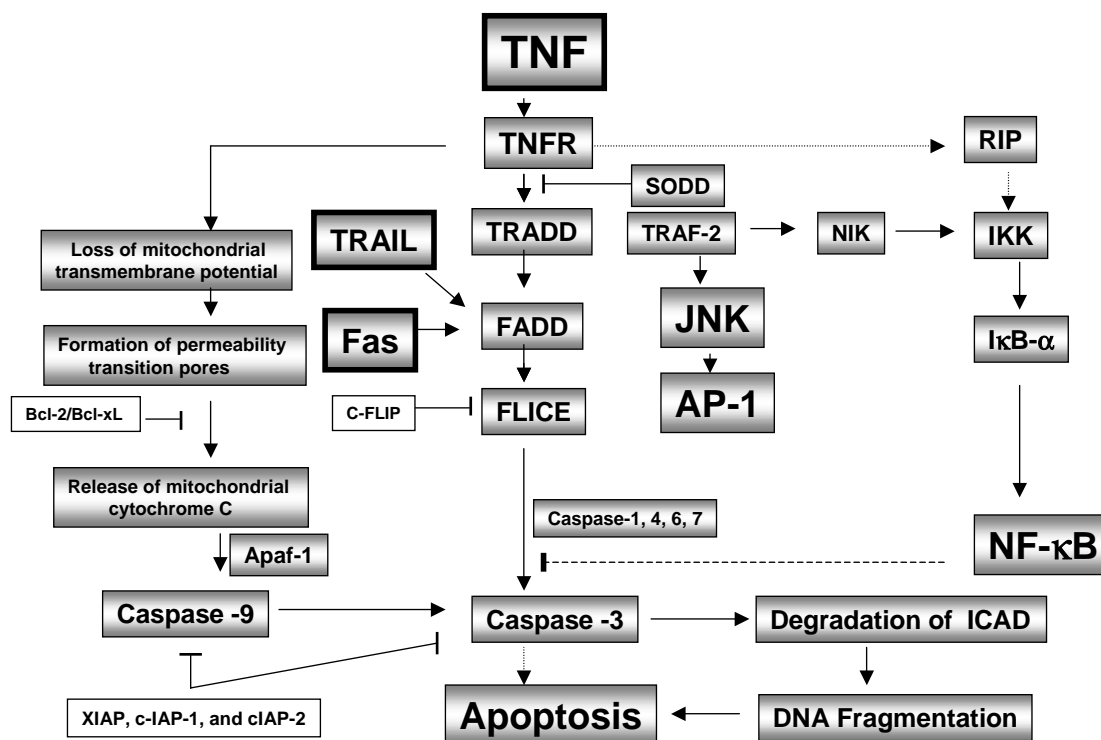 TNF
TNFR
RIP
SODD
TRADD
TRAF-2
NIK
IKK
TRAIL
Loss of mitochondrial
transmembrane potential
JNK
FADD
Fas
IκB-α
Formation of permeability
transition pores
AP-1
Bcl-2/Bcl-xL
C-FLIP
FLICE
Release of mitochondrial
cytochrome C
Caspase-1, 4, 6, 7
NF-κB
Apaf-1
Caspase -9
Caspase -3
Degradation of ICAD
XIAP, c-IAP-1, and cIAP-2
Apoptosis
DNA Fragmentation